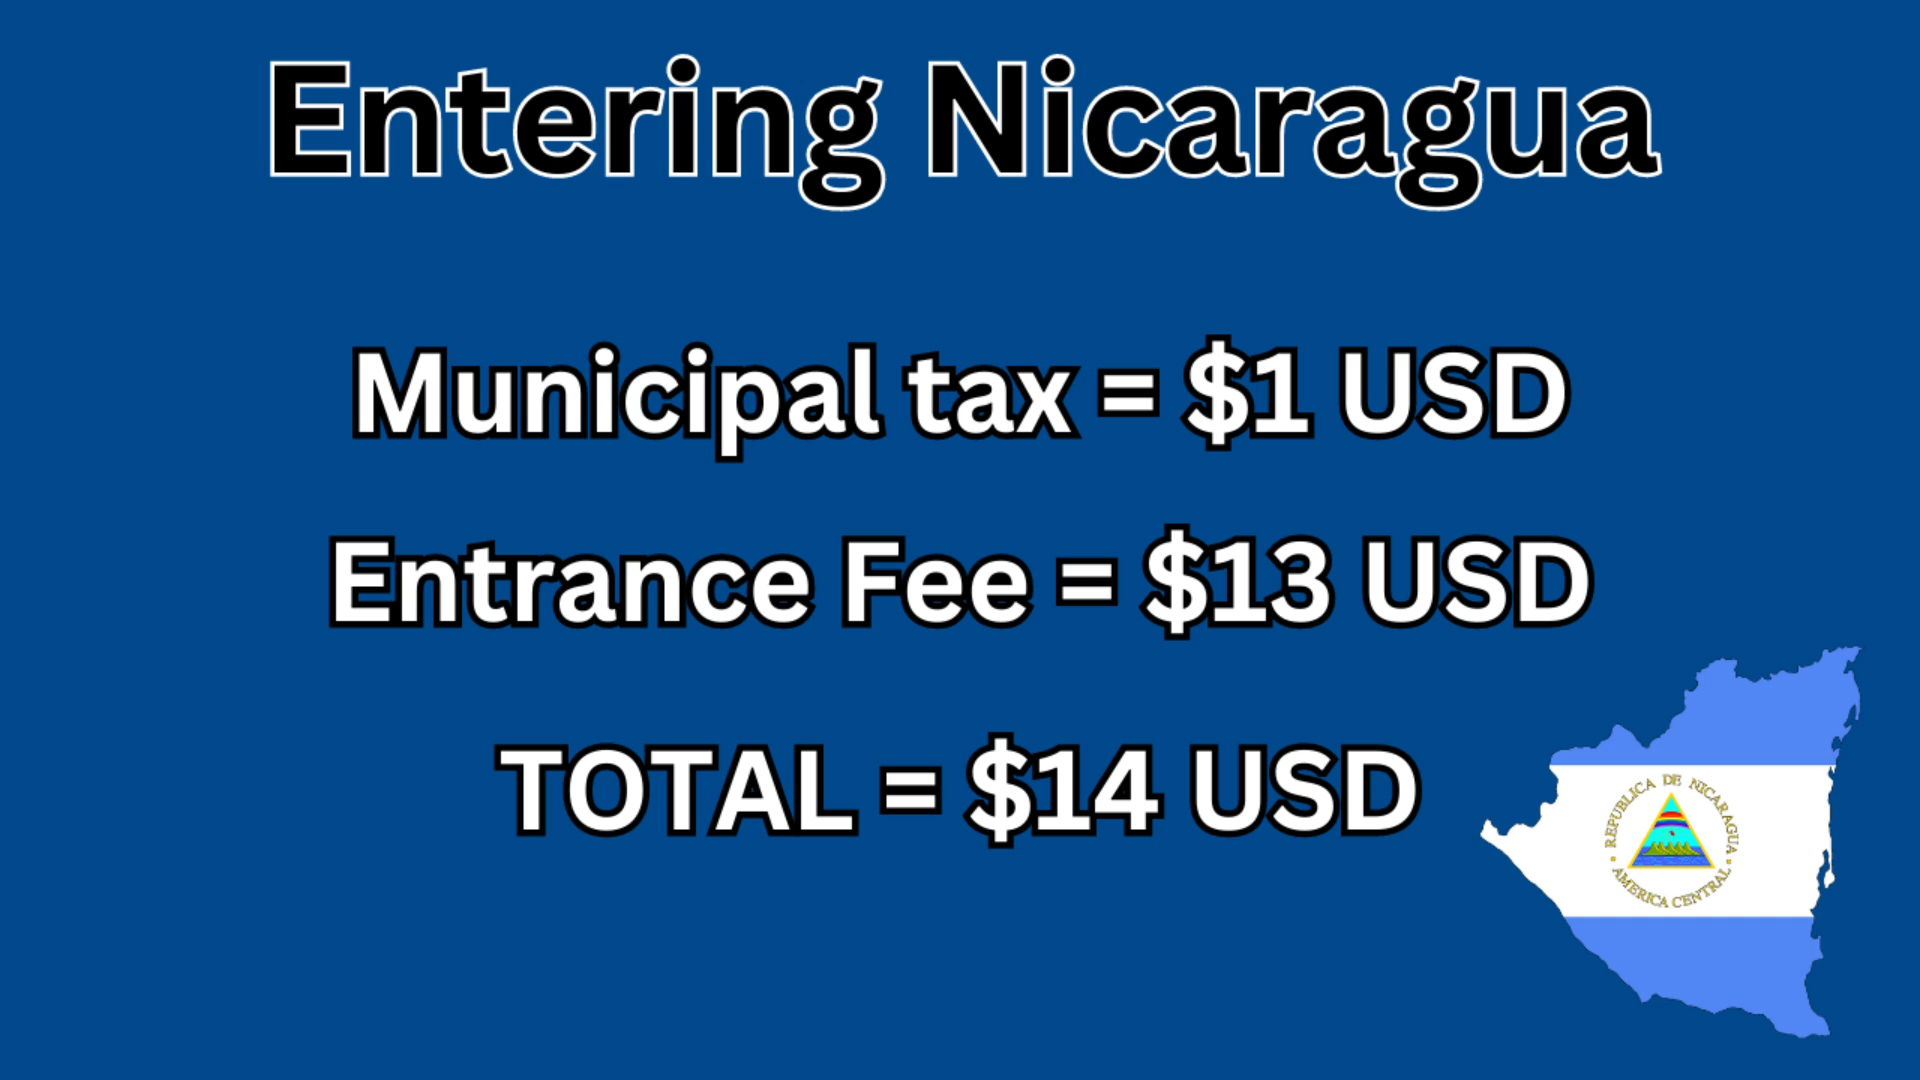 Entering Nicaragua
Municipal tax = $1 USD
Entrance Fee = $13 USD
TOTAL = $14 USD
REPUBLICA DE NICARAGUA
AMERICA CENTRAL